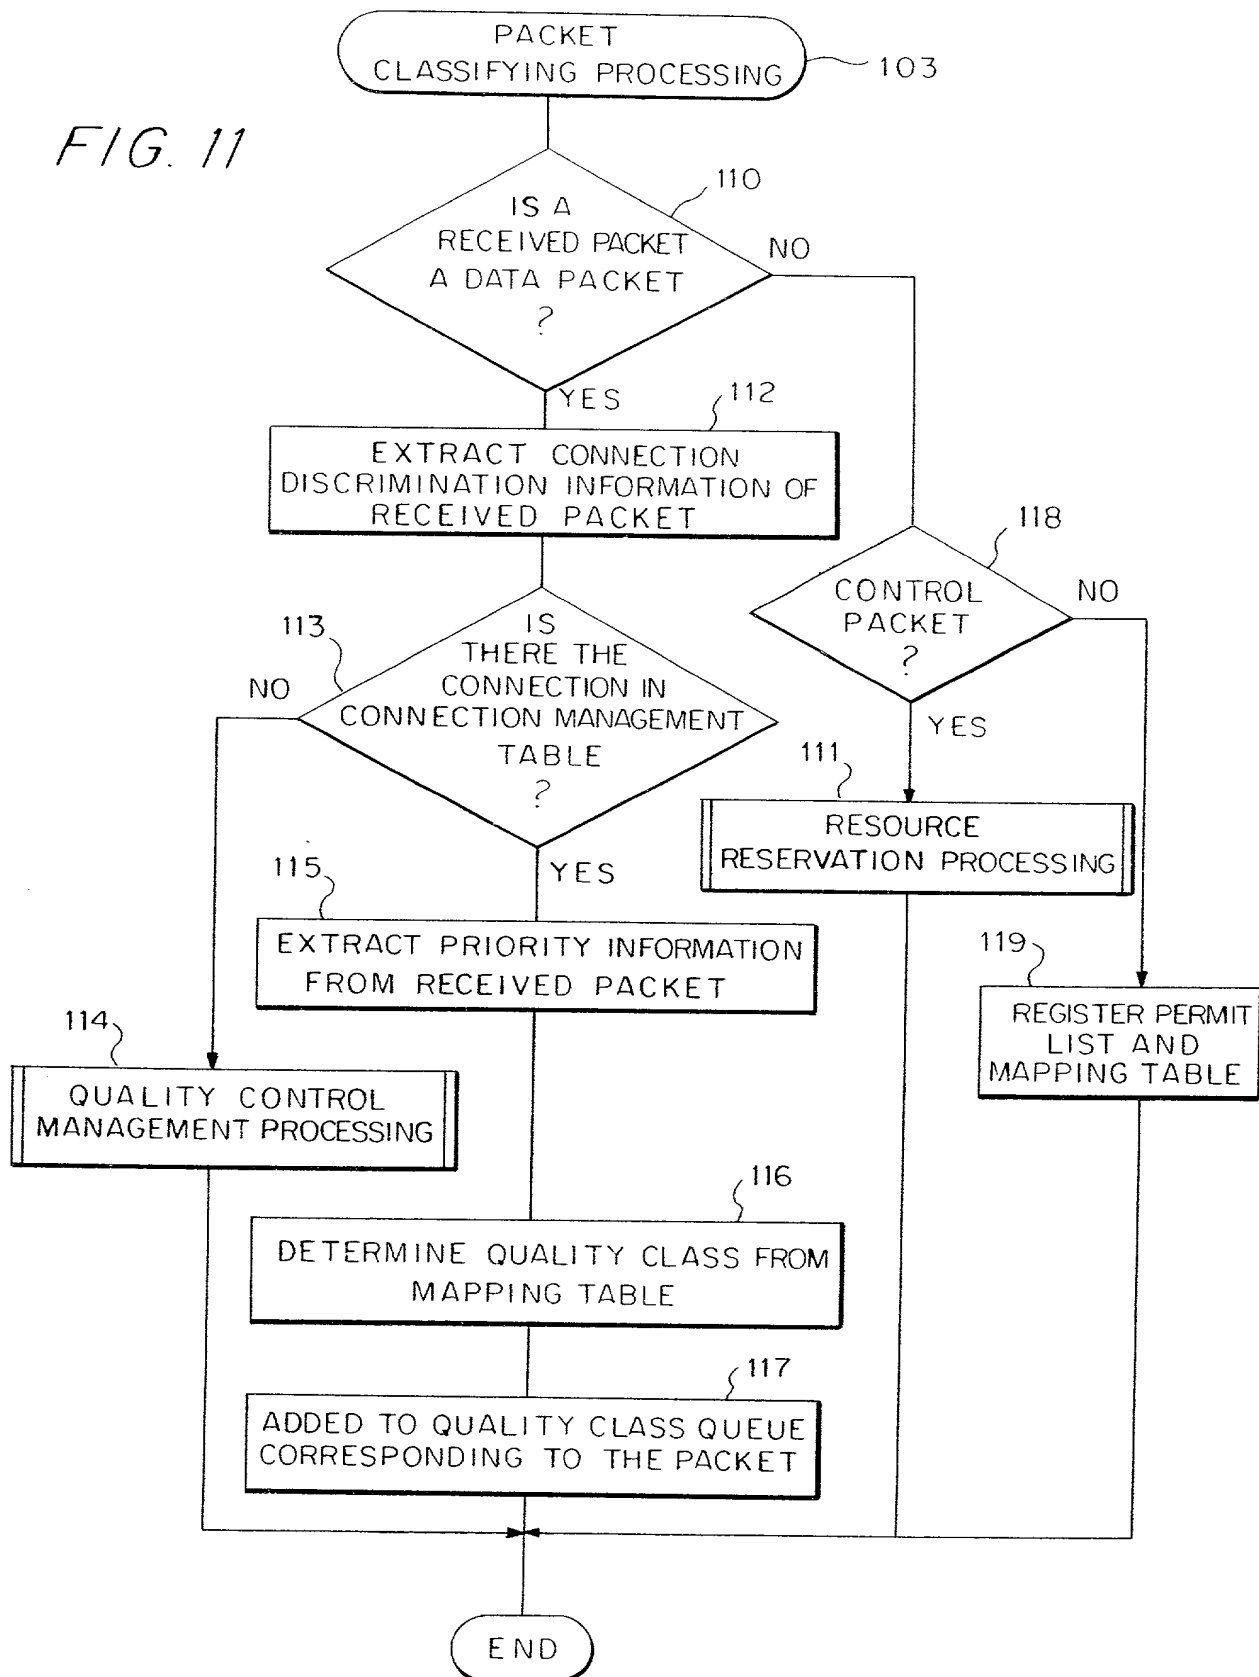 PACKET
CLASSIFYING PROCESSING
103
FIG. 11
110
IS A
RECEIVED PACKET
A DATA PACKET
?
NO
YES
112
EXTRACT CONNECTION
DISCRIMINATION INFORMATION OF
RECEIVED PACKET
118
CONTROL
PACKET
?
NO
YES
113
IS
THERE THE
CONNECTION IN
CONNECTION MANAGEMENT
TABLE
?
NO
YES
111
RESOURCE
RESERVATION PROCESSING
115
EXTRACT PRIORITY INFORMATION
FROM RECEIVED PACKET
119
REGISTER PERMIT
LIST AND
MAPPING TABLE
114
QUALITY CONTROL
MANAGEMENT PROCESSING
116
DETERMINE QUALITY CLASS FROM
MAPPING TABLE
117
ADDED TO QUALITY CLASS QUEUE
CORRESPONDING TO THE PACKET
END